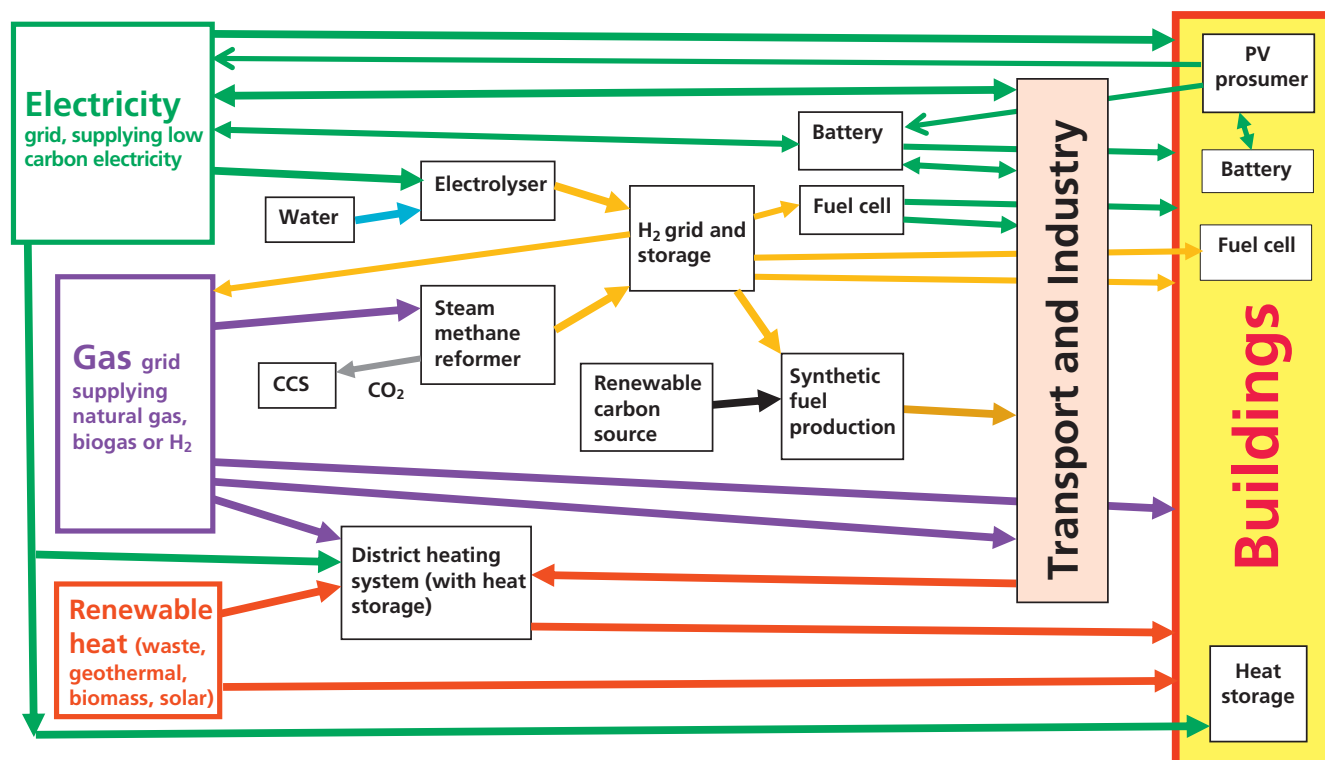 Electricity
grid, supplying low
carbon electricity
PV
prosumer
Battery
Battery
Electrolyser
Water
H₂ grid and
storage
Fuel cell
Fuel cell
Gas grid
supplying
natural gas,
biogas or H₂
Steam
methane
reformer
CCS
CO₂
Renewable
carbon
source
Synthetic
fuel
production
Transport and Industry
Buildings
District heating
system (with heat
storage)
Renewable
heat (waste,
geothermal,
biomass, solar)
Heat
storage